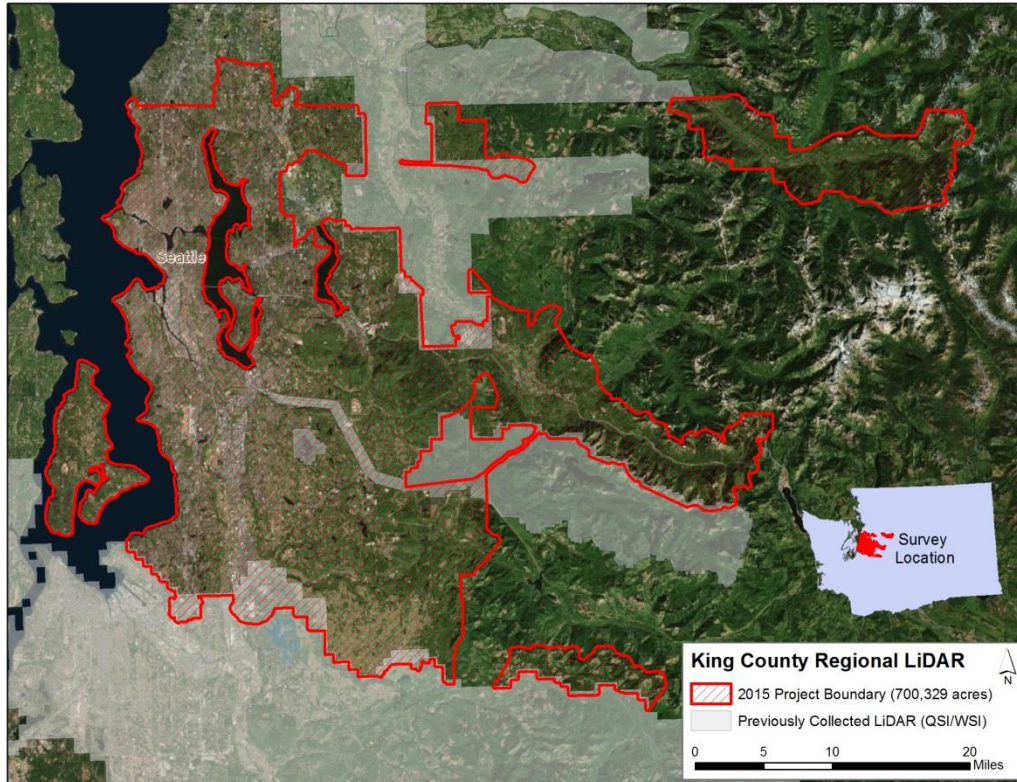 Seattle
Survey
Location
King County Regional LiDAR
N
2015 Project Boundary (700,329 acres)
Previously Collected LiDAR (QSI/WSI)
0 5 10 20
Miles